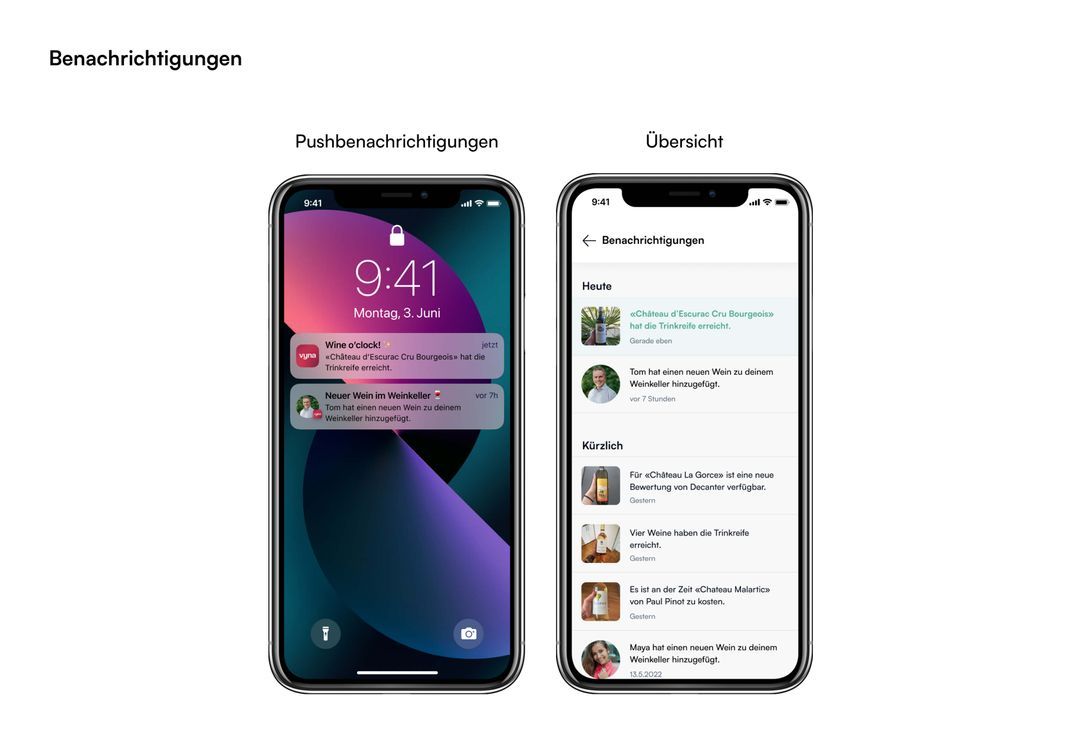 Benachrichtigungen
Pushbenachrichtigungen
9:41
9:41
Montag, 3. Juni
vyna
Wine o'clock! ✨
jetzt
«Château d'Escurac Cru Bourgeois» hat die
Trinkreife erreicht.
Neuer Wein im Weinkeller 🍷
vor 7h
Tom hat einen neuen Wein zu deinem
Weinkeller hinzugefügt.
Übersicht
9:41
Benachrichtigungen
Heute
«Château d'Escurac Cru Bourgeois»
hat die Trinkreife erreicht.
Gerade eben
Tom hat einen neuen Wein zu deinem
Weinkeller hinzugefügt.
vor 7 Stunden
Kürzlich
Für «Château La Gorce» ist eine neue
Bewertung von Decanter verfügbar.
Gestern
Vier Weine haben die Trinkreife
erreicht.
Gestern
Es ist an der Zeit «Chateau Malartic»
von Paul Pinot zu kosten.
Gestern
Maya hat einen neuen Wein zu deinem
Weinkeller hinzugefügt.
13.5.2022